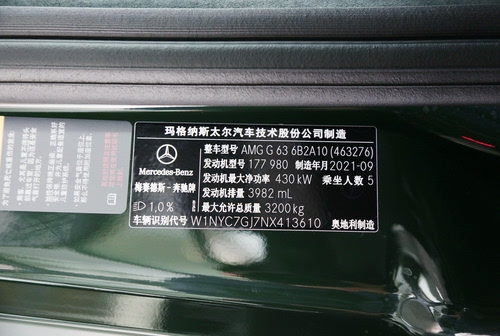 玛格纳斯太尔汽车技术股份公司制造
整车型号 AMG G 63 6B2A10 (463276)
发动机型号 177 980 制造年月 2021-09
Mercedes-Benz
发动机最大净功率 430 kW 乘坐人数 5
梅赛德斯-奔驰牌
发动机排量 3982 mL
1,0 %
最大允许总质量 3200 kg
车辆识别代号 W1NYC7GJ7NX413610 奥地利制造